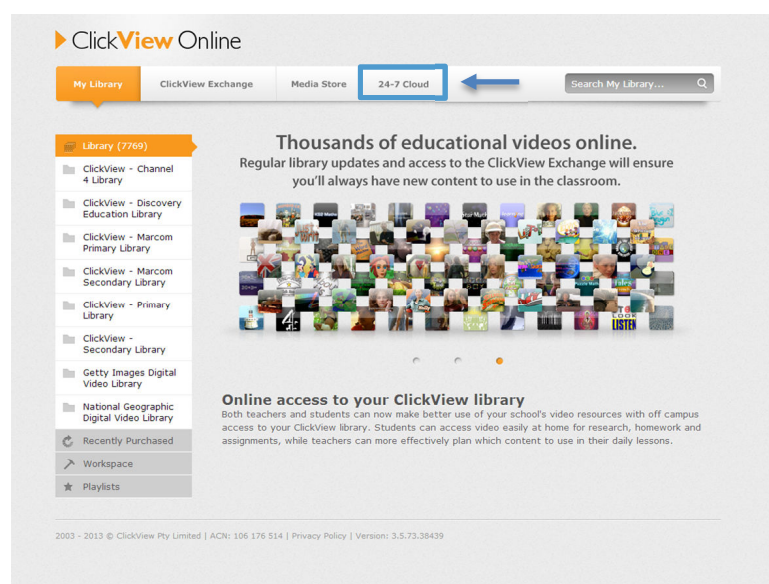 ClickView Online
My Library ClickView Exchange Media Store 24-7 Cloud Search My Library...
Library (7769)
ClickView - Channel
4 Library
ClickView - Discovery
Education Library
ClickView - Marcom
Primary Library
ClickView - Marcom
Secondary Library
ClickView - Primary
Library
ClickView -
Secondary Library
Getty Images Digital
Video Library
National Geographic
Digital Video Library
Recently Purchased
Workspace
Playlists
Thousands of educational videos online.
Regular library updates and access to the ClickView Exchange will ensure
you'll always have new content to use in the classroom.
LOOK
LISTEN
Online access to your ClickView library
Both teachers and students can now make better use of your school's video resources with off campus
access to your ClickView library. Students can access video easily at home for research, homework and
assignments, while teachers can more effectively plan which content to use in their daily lessons.
2003 - 2013 © ClickView Pty Limited | ACN: 106 176 514 | Privacy Policy | Version: 3.5.73.38439